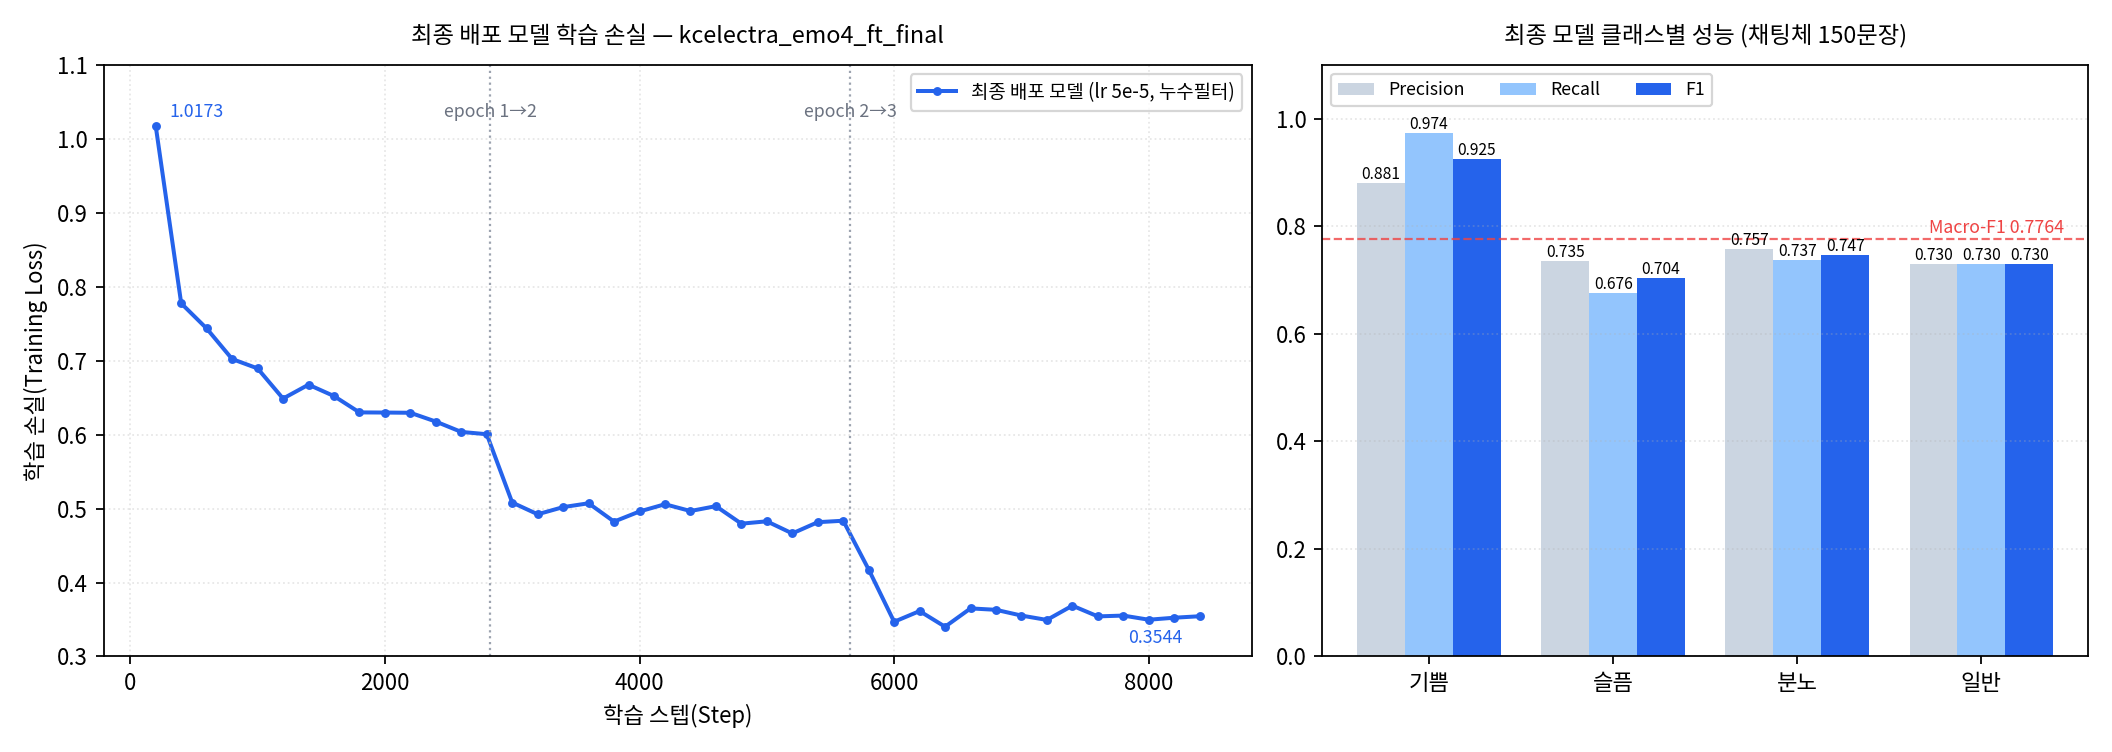 최종 배포 모델 학습 손실 — kcelectra_emo4_ft_final
학습 손실(Training Loss)
1.1
1.0
0.9
0.8
0.7
0.6
0.5
0.4
0.3
1.0173
epoch 1→2
epoch 2→3
최종 배포 모델 (lr 5e-5, 누수필터)
0.3544
0
2000
4000
6000
8000
학습 스텝(Step)
최종 모델 클래스별 성능 (채팅체 150문장)
Precision
Recall
F1
1.0
0.8
0.6
0.4
0.2
0.0
0.881
0.974
0.925
0.735
0.676
0.704
0.757
0.737
0.747
0.730
0.730
0.730
Macro-F1 0.7764
기쁨
슬픔
분노
일반